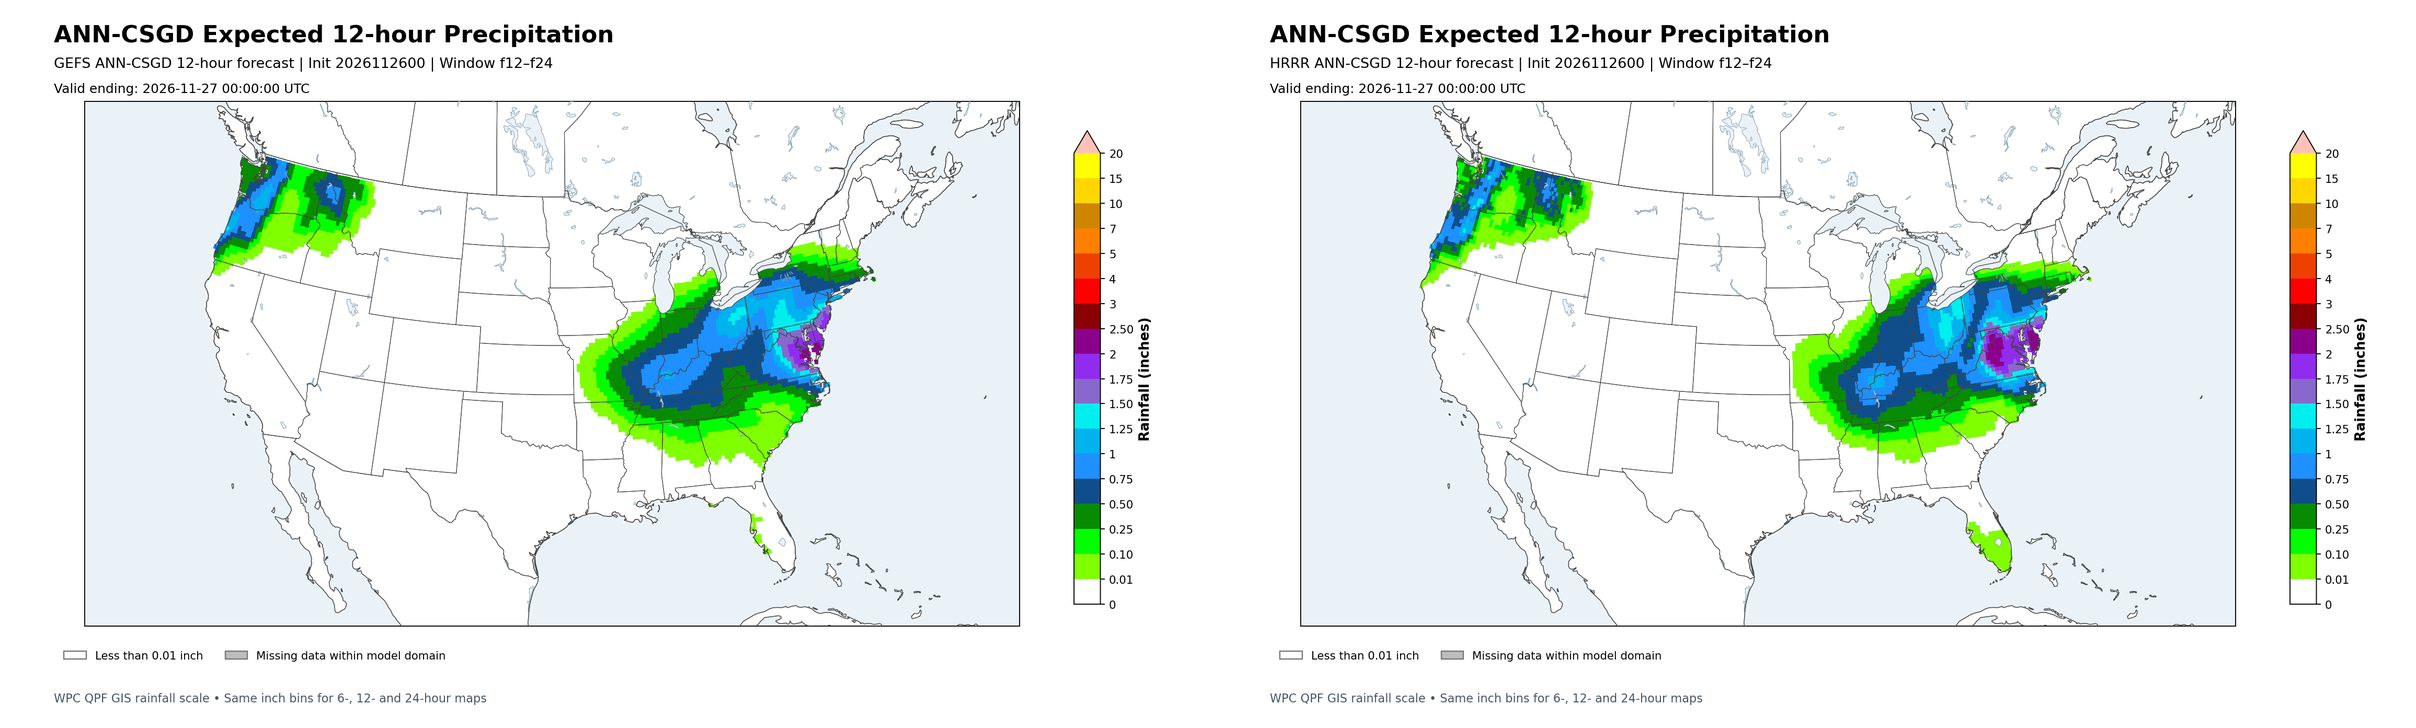 ANN-CSGD Expected 12-hour Precipitation
GEFS ANN-CSGD 12-hour forecast | Init 2026112600 | Window f12–f24
Valid ending: 2026-11-27 00:00:00 UTC
20
15
10
7
5
4
3
2.50
2
1.75
1.50
1.25
1
0.75
0.50
0.25
0.10
0.01
0
Rainfall (inches)
Less than 0.01 inch
Missing data within model domain
WPC QPF GIS rainfall scale • Same inch bins for 6-, 12- and 24-hour maps
ANN-CSGD Expected 12-hour Precipitation
HRRR ANN-CSGD 12-hour forecast | Init 2026112600 | Window f12–f24
Valid ending: 2026-11-27 00:00:00 UTC
20
15
10
7
5
4
3
2.50
2
1.75
1.50
1.25
1
0.75
0.50
0.25
0.10
0.01
0
Rainfall (inches)
Less than 0.01 inch
Missing data within model domain
WPC QPF GIS rainfall scale • Same inch bins for 6-, 12- and 24-hour maps